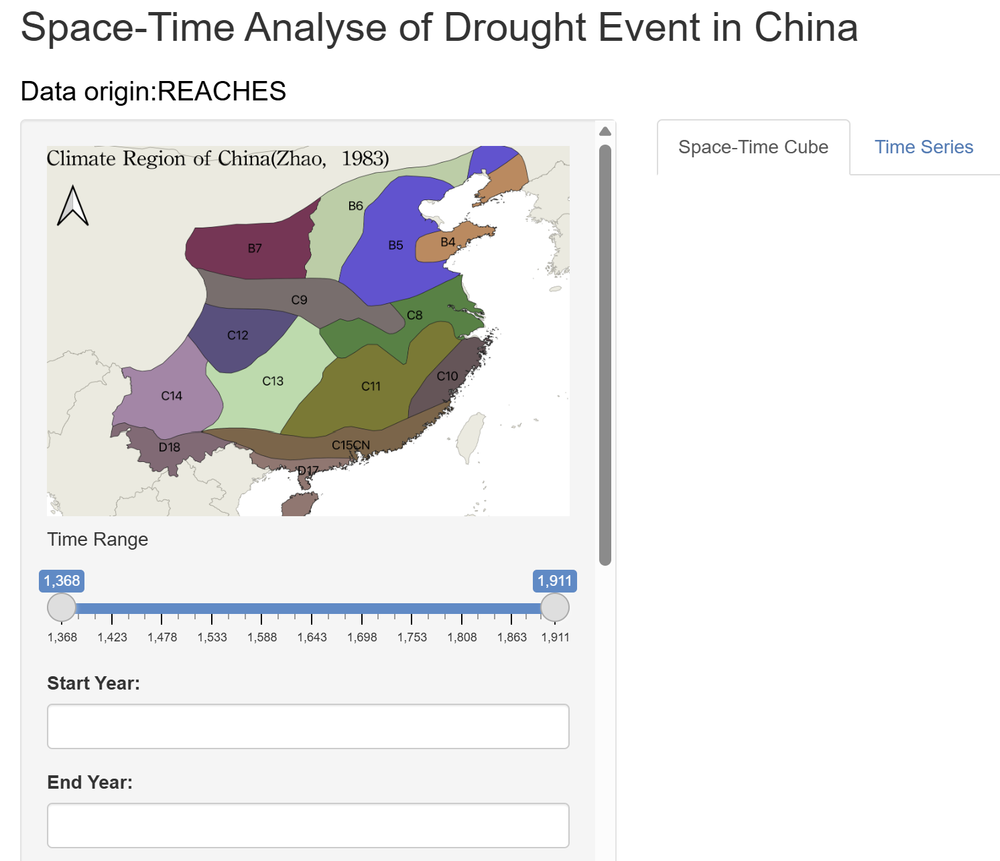 Space-Time Analyse of Drought Event in China
Data origin:REACHES
Space-Time Cube
Time Series
Climate Region of China(Zhao, 1983)
B6
B7
B5
B4
C9
C8
C12
C10
C13
C11
C14
C15CN
D18
D17
Time Range
1,368 1,911
1,368 1,423 1,478 1,533 1,588 1,643 1,698 1,753 1,808 1,863 1,911
Start Year:
End Year: